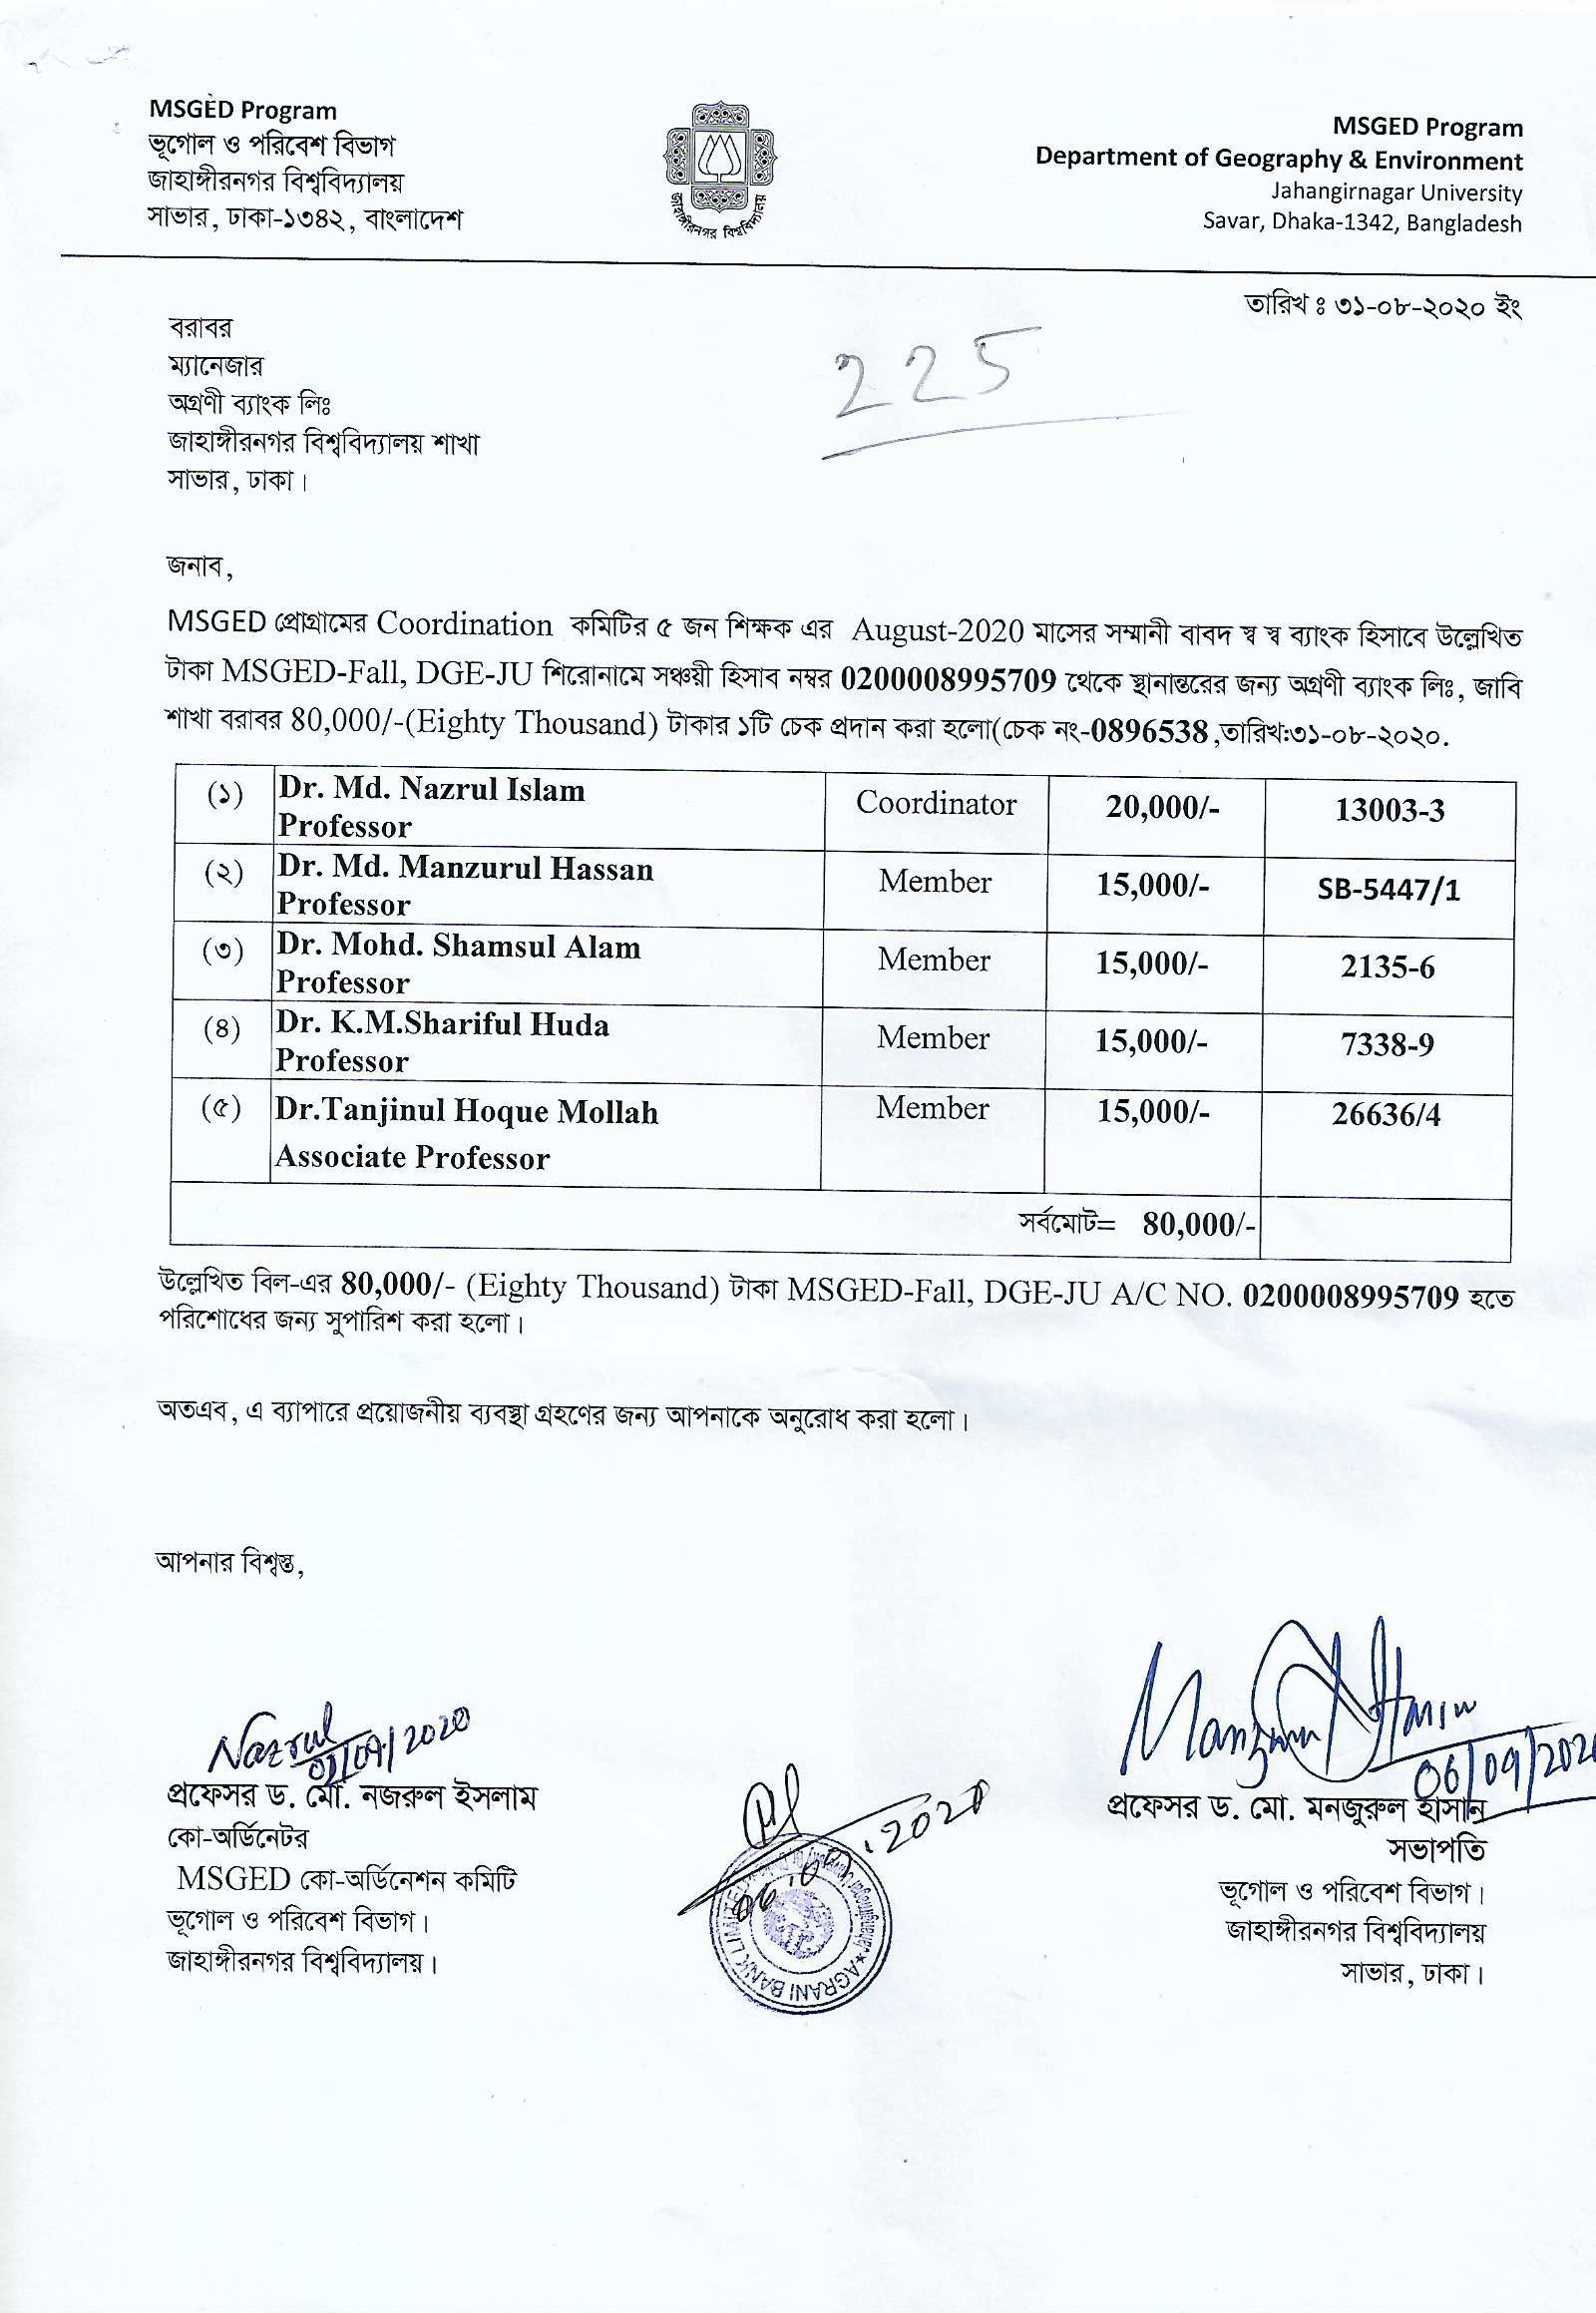 MSGED Program
ভূগোল ও পরিবেশ বিভাগ
জাহাঙ্গীরনগর বিশ্ববিদ্যালয়
সাভার, ঢাকা-১৩৪২, বাংলাদেশ
জাহাঙ্গীরনগর বিশ্ববিদ্যালয়
MSGED Program
Department of Geography & Environment
Jahangirnagar University
Savar, Dhaka-1342, Bangladesh
তারিখ ঃ ৩১-০৮-২০২০ ইং
225
বরাবর
ম্যানেজার
অগ্রণী ব্যাংক লিঃ
জাহাঙ্গীরনগর বিশ্ববিদ্যালয় শাখা
সাভার, ঢাকা।
জনাব,
MSGED প্রোগ্রামের Coordination কমিটির ৫ জন শিক্ষক এর August-2020 মাসের সম্মানী বাবদ স্ব স্ব ব্যাংক হিসাবে উল্লেখিত
টাকা MSGED-Fall, DGE-JU শিরোনামে সঞ্চয়ী হিসাব নম্বর 0200008995709 থেকে স্থানান্তরের জন্য অগ্রণী ব্যাংক লিঃ, জাবি
শাখা বরাবর 80,000/-(Eighty Thousand) টাকার ১টি চেক প্রদান করা হলো(চেক নং-0896538,তারিখ:৩১-০৮-২০২০.
(১) Dr. Md. Nazrul Islam Coordinator 20,000/- 13003-3
Professor
(২) Dr. Md. Manzurul Hassan Member 15,000/- SB-5447/1
Professor
(৩) Dr. Mohd. Shamsul Alam Member 15,000/- 2135-6
Professor
(৪) Dr. K.M.Shariful Huda Member 15,000/- 7338-9
Professor
(৫) Dr.Tanjinul Hoque Mollah Member 15,000/- 26636/4
Associate Professor
সর্বমোট= 80,000/-
উল্লেখিত বিল-এর 80,000/- (Eighty Thousand) টাকা MSGED-Fall, DGE-JU A/C NO. 0200008995709 হতে
পরিশোধের জন্য সুপারিশ করা হলো।
অতএব, এ ব্যাপারে প্রয়োজনীয় ব্যবস্থা গ্রহণের জন্য আপনাকে অনুরোধ করা হলো।
আপনার বিশ্বস্ত,
Nazrul
প্রফেসর ড. মো. নজরুল ইসলাম
কো-অর্ডিনেটর
MSGED কো-অর্ডিনেশন কমিটি
ভূগোল ও পরিবেশ বিভাগ।
জাহাঙ্গীরনগর বিশ্ববিদ্যালয়।
06.09.2020
AGRANI BANK LIMITED
06/09/202
প্রফেসর ড. মো. মনজুরুল হাসান
সভাপতি
ভূগোল ও পরিবেশ বিভাগ।
জাহাঙ্গীরনগর বিশ্ববিদ্যালয়
সাভার, ঢাকা।